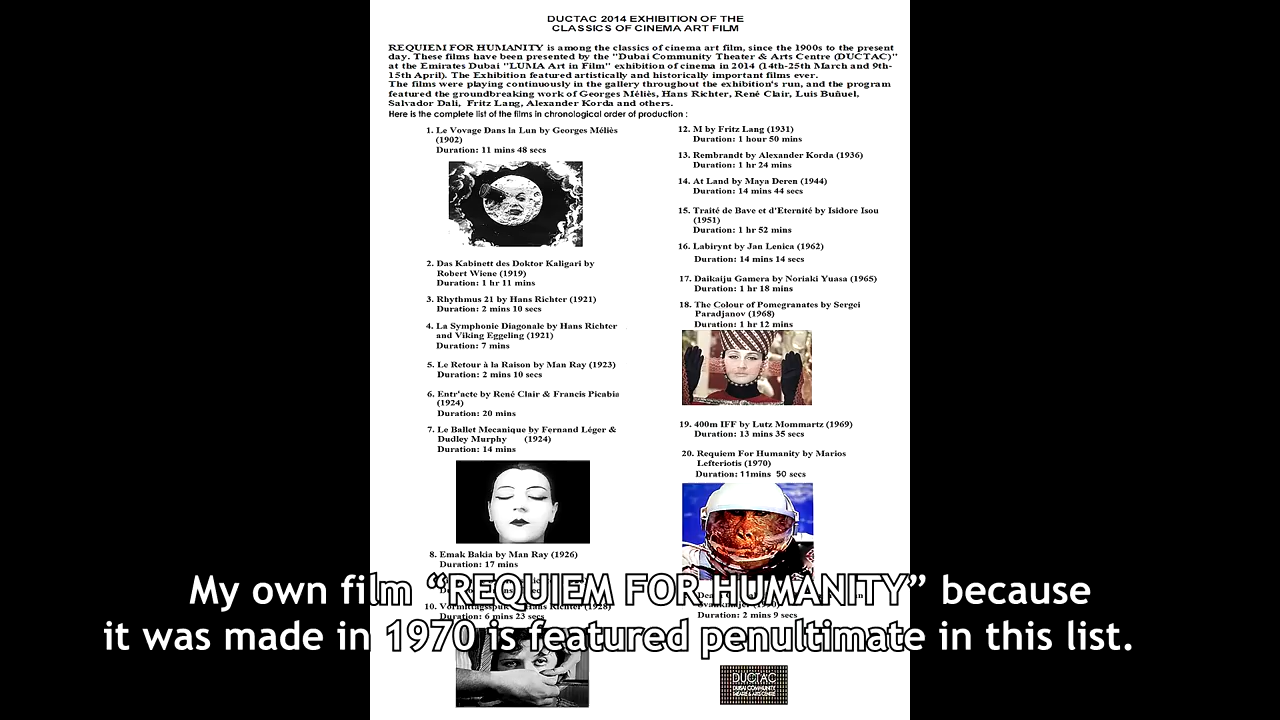 DUCTAC 2014 EXHIBITION OF THE
CLASSICS OF CINEMA ART FILM
REQUIEM FOR HUMANITY is among the classics of cinema art film, since the 1900s to the present
day. These films have been presented by the "Dubai Community Theater & Arts Centre (DUCTAC)"
at the Emirates Dubai "LUMA Art in Film" exhibition of cinema in 2014 (14th-25th March and 9th-
15th April). The Exhibition featured artistically and historically important films ever.
The films were playing continuously in the gallery throughout the exhibition's run, and the program
featured the groundbreaking work of Georges Méliès, Hans Richter, René Clair, Luis Buñuel,
Salvador Dali, Fritz Lang, Alexander Korda and others.
Here is the complete list of the films in chronological order of production :
1. Le Vovage Dans la Lun by Georges Méliès
(1902)
Duration: 11 mins 48 secs
2. Das Kabinett des Doktor Kaligari by
Robert Wiene (1919)
Duration: 1 hr 11 mins
3. Rhythmus 21 by Hans Richter (1921)
Duration: 2 mins 10 secs
4. La Symphonie Diagonale by Hans Richter
and Viking Eggeling (1921)
Duration: 7 mins
5. Le Retour à la Raison by Man Ray (1923)
Duration: 2 mins 10 secs
6. Entr'acte by René Clair & Francis Picabia
(1924)
Duration: 20 mins
7. Le Ballet Mecanique by Fernand Léger &
Dudley Murphy (1924)
Duration: 14 mins
8. Emak Bakia by Man Ray (1926)
Duration: 17 mins
10. Vormittagsspuk Hans Richter (1928)
Duration: 6 mins 23 secs
12. M by Fritz Lang (1931)
Duration: 1 hour 50 mins
13. Rembrandt by Alexander Korda (1936)
Duration: 1 hr 24 mins
14. At Land by Maya Deren (1944)
Duration: 14 mins 44 secs
15. Traité de Bave et d'Eternité by Isidore Isou
(1951)
Duration: 1 hr 52 mins
16. Labirynt by Jan Lenica (1962)
Duration: 14 mins 14 secs
17. Daikaiju Gamera by Noriaki Yuasa (1965)
Duration: 1 hr 18 mins
18. The Colour of Pomegranates by Sergei
Paradjanov (1968)
Duration: 1 hr 12 mins
19. 400m IFF by Lutz Mommartz (1969)
Duration: 13 mins 35 secs
20. Requiem For Humanity by Marios
Lefteriotis (1970)
Duration: 11mins 50 secs
Duration: 2 mins 9 secs
My own film “REQUIEM FOR HUMANITY” because
it was made in 1970 is featured penultimate in this list.
DUCTAC
DUBAI COMMUNITY
THEATRE & ARTS CENTRE